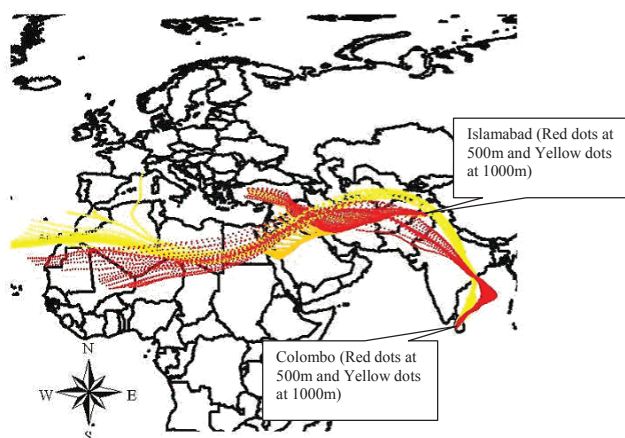 Islamabad (Red dots at
500m and Yellow dots
at 1000m)
Colombo (Red dots at
500m and Yellow dots
at 1000m)
N
W E
S